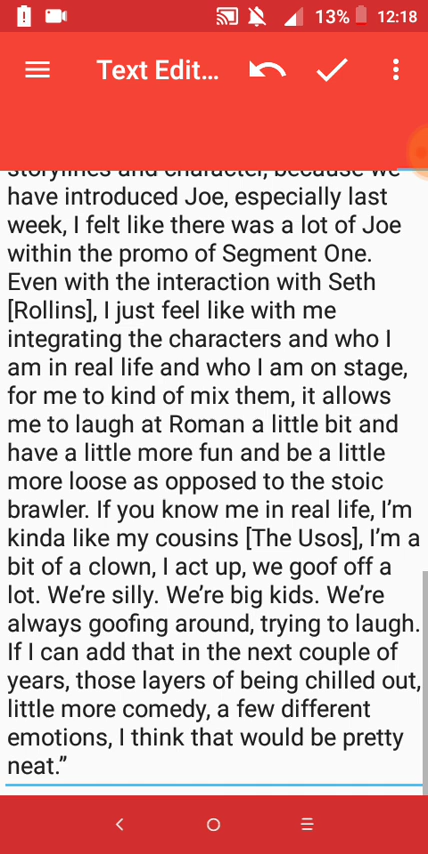 13% 12:18
Text Edit...
storylines and character, because we
have introduced Joe, especially last
week, I felt like there was a lot of Joe
within the promo of Segment One.
Even with the interaction with Seth
[Rollins], I just feel like with me
integrating the characters and who I
am in real life and who I am on stage,
for me to kind of mix them, it allows
me to laugh at Roman a little bit and
have a little more fun and be a little
more loose as opposed to the stoic
brawler. If you know me in real life, I’m
kinda like my cousins [The Usos], I’m a
bit of a clown, I act up, we goof off a
lot. We’re silly. We’re big kids. We’re
always goofing around, trying to laugh.
If I can add that in the next couple of
years, those layers of being chilled out,
little more comedy, a few different
emotions, I think that would be pretty
neat.”